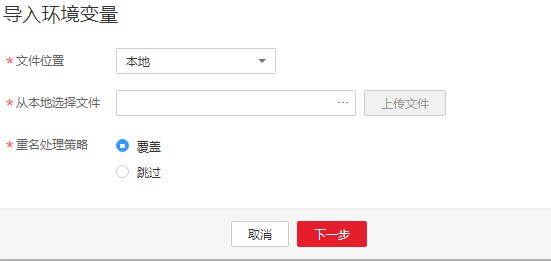 导入环境变量
* 文件位置 本地
* 从本地选择文件 ... 上传文件
* 重名处理策略 覆盖
跳过
取消 下一步